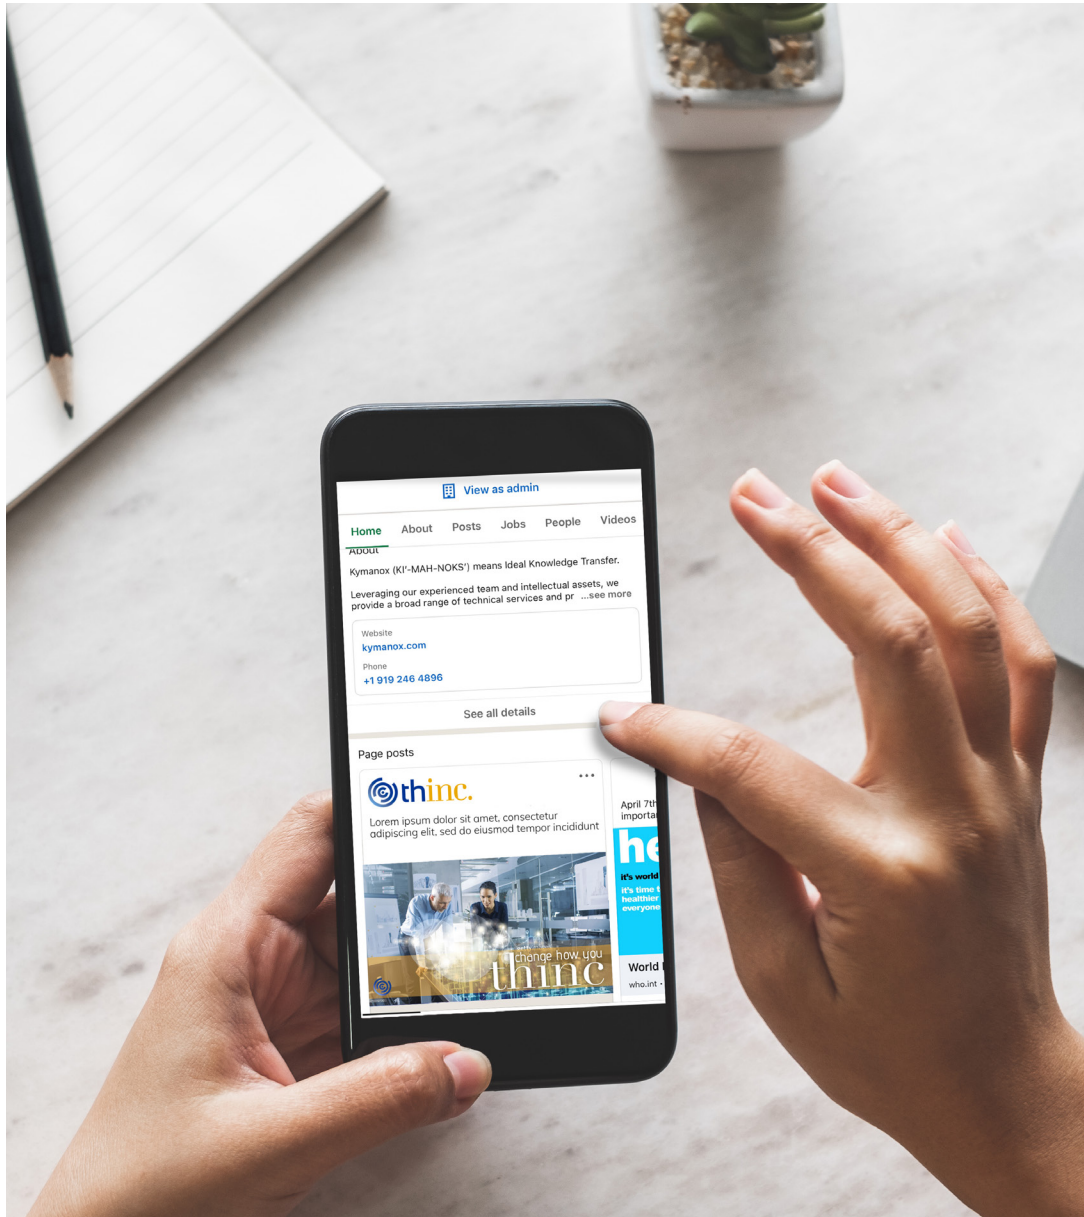 View as admin
Home About Posts Jobs People Videos
About
Kymanox (KI'-MAH-NOKS') means Ideal Knowledge Transfer.
Leveraging our experienced team and intellectual assets, we
provide a broad range of technical services and pr ...see more
Website
kymanox.com
Phone
+1 919 246 4896
See all details
Page posts
thinc.
Lorem ipsum dolor sit amet, consectetur
adipiscing elit, sed do eiusmod tempor incididunt
change how you
thinc
April 7th
importa
he
it's world
it's time t
healthier
everyone
World
who.int •